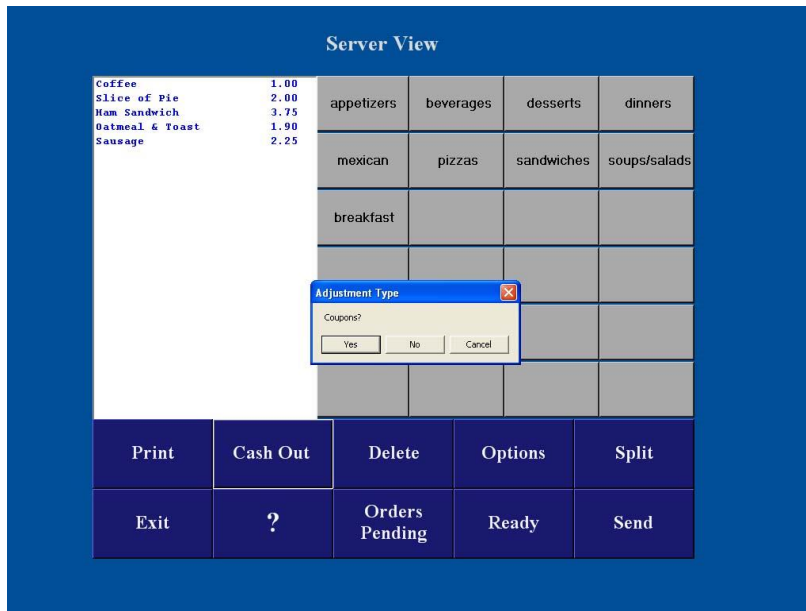 Server View
Coffee 1.00
Slice of Pie 2.00
Ham Sandwich 3.75
Oatmeal & Toast 1.90
Sausage 2.25
appetizers beverages desserts dinners
mexican pizzas sandwiches soups/salads
breakfast
Adjustment Type
Coupons?
Yes No Cancel
Print Cash Out Delete Options Split
Exit ? Orders Pending Ready Send